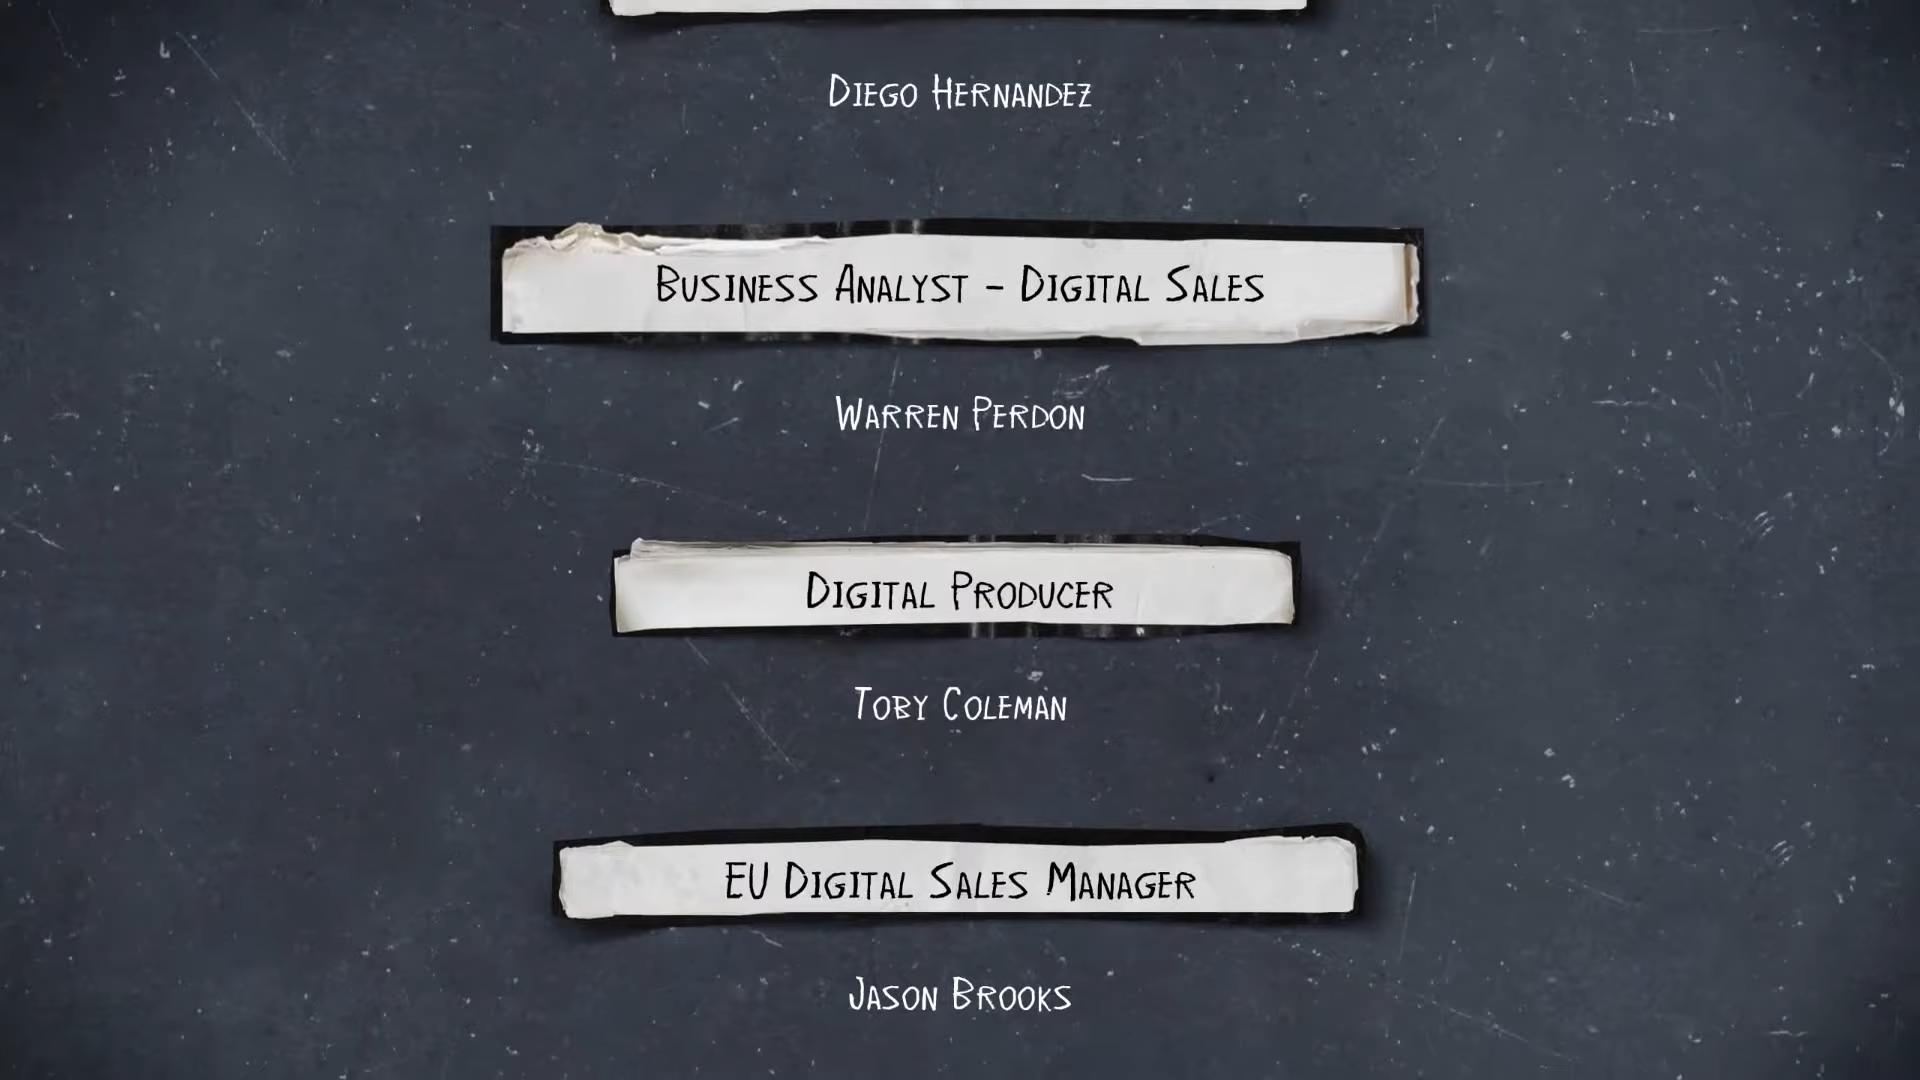 Diego Hernandez
Business Analyst - Digital Sales
Warren Perdon
Digital Producer
Toby Coleman
EU Digital Sales Manager
Jason Brooks